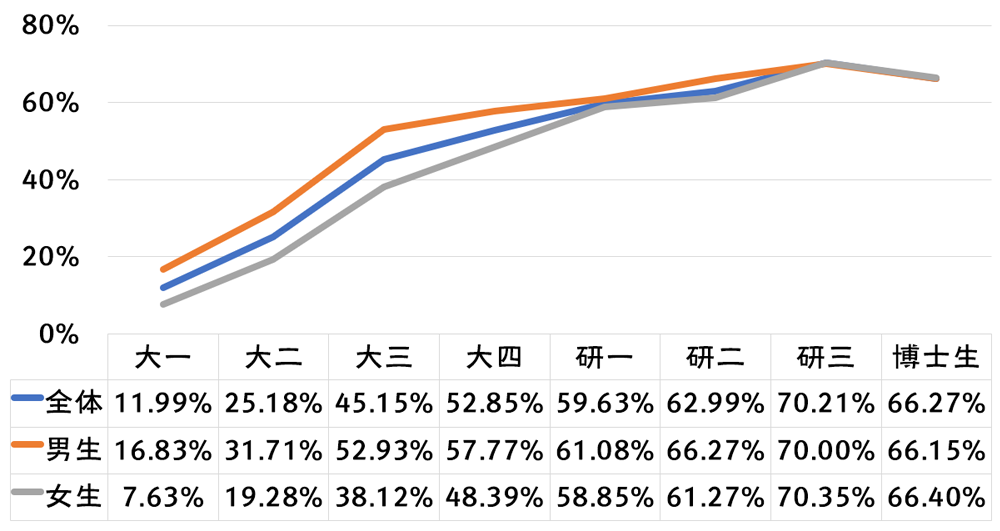 80%
60%
40%
20%
0%
大一 大二 大三 大四 研一 研二 研三 博士生
全体 11.99% 25.18% 45.15% 52.85% 59.63% 62.99% 70.21% 66.27%
男生 16.83% 31.71% 52.93% 57.77% 61.08% 66.27% 70.00% 66.15%
女生 7.63% 19.28% 38.12% 48.39% 58.85% 61.27% 70.35% 66.40%